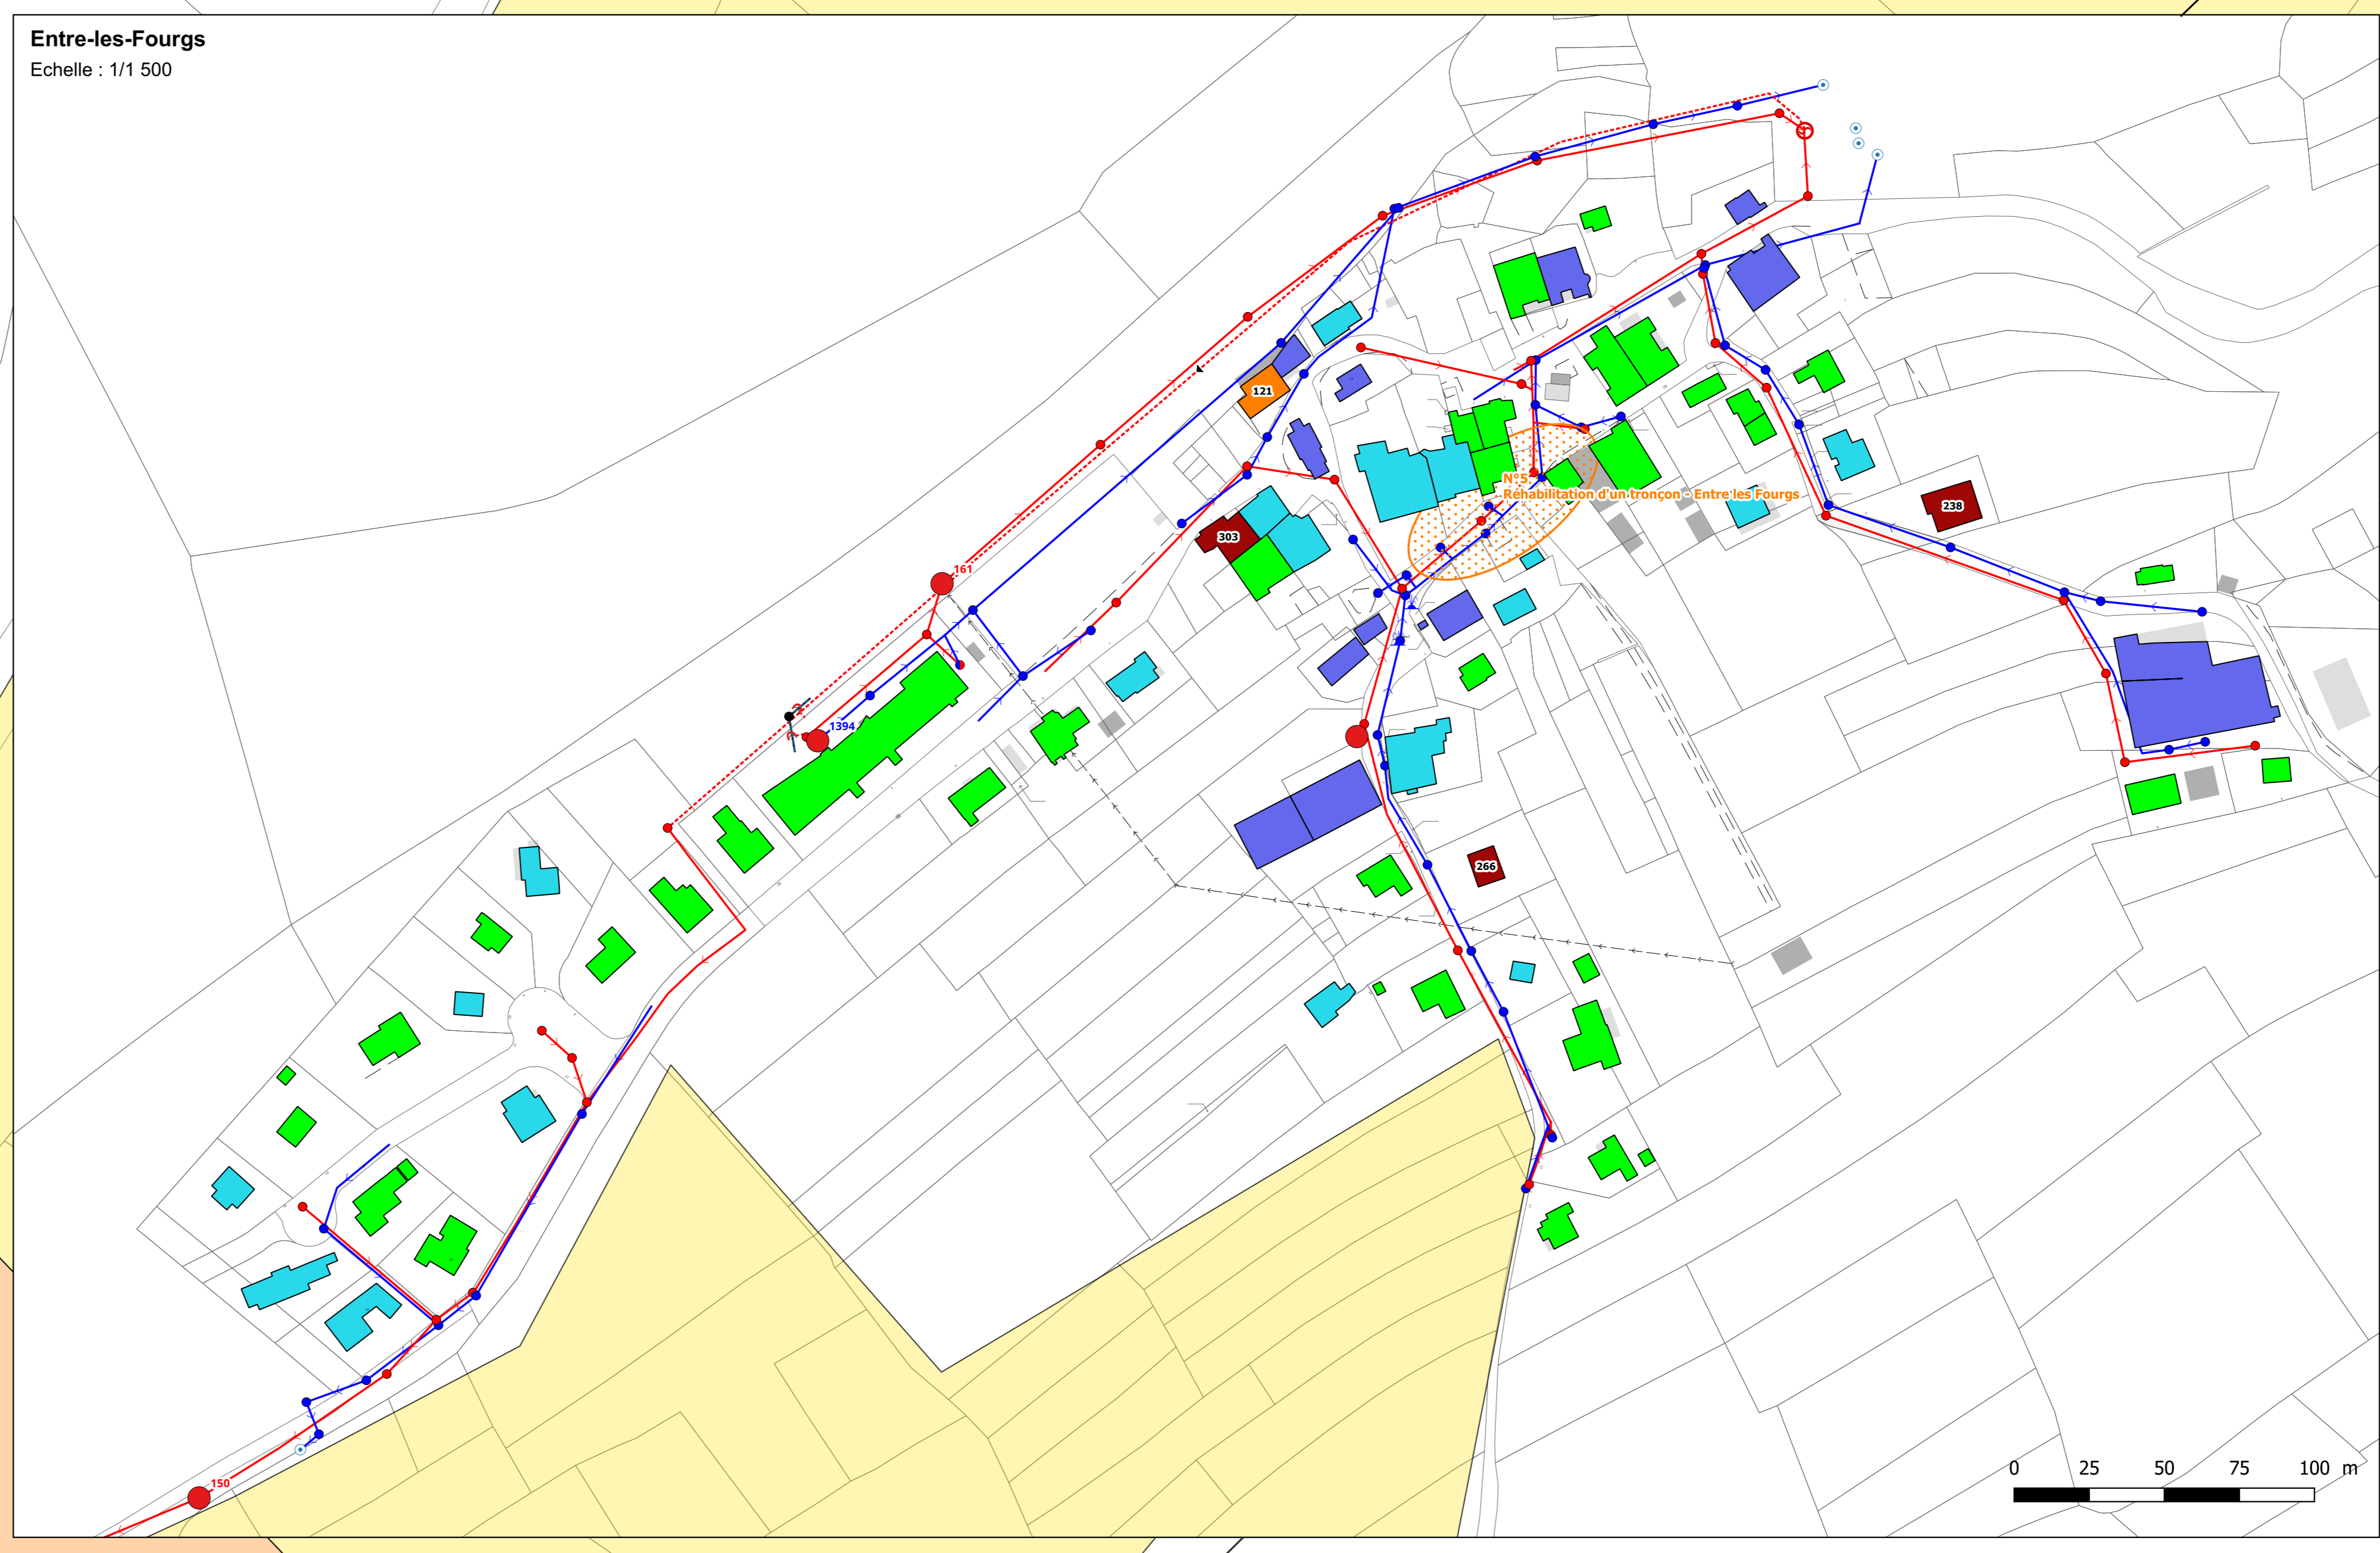 Entre-les-Fourgs
Echelle : 1/1 500
121
N°5
Réhabilitation d'un tronçon - Entre les Fourgs
238
303
161
1394
266
150
0 25 50 75 100 m